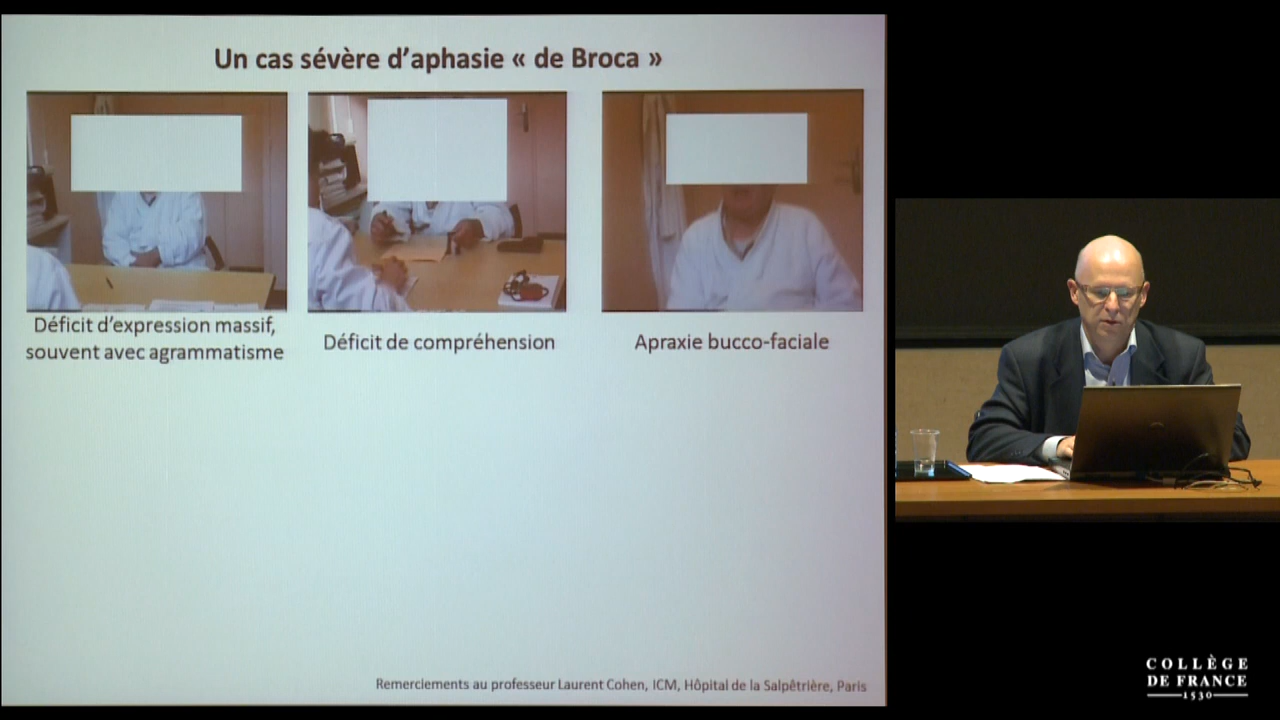 Un cas sévère d'aphasie « de Broca »
Déficit d'expression massif,
souvent avec agrammatisme
Déficit de compréhension
Apraxie bucco-faciale
Remerciements au professeur Laurent Cohen, ICM, Hôpital de la Salpêtrière, Paris
COLLÈGE
DE FRANCE
1530